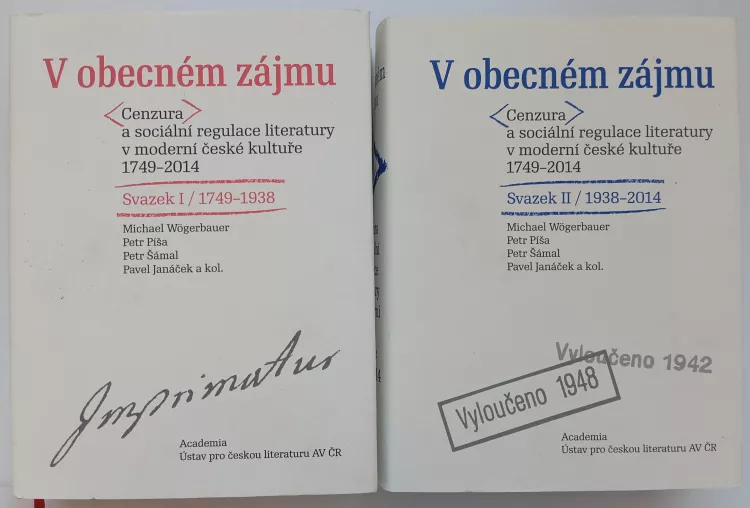 V obecném zájmu
<Cenzura>
a sociální regulace literatury
v moderní české kultuře
1749–2014
Svazek I / 1749–1938
Michael Wögerbauer
Petr Píša
Petr Šámal
Pavel Janáček a kol.
Imprimatur
Academia
Ústav pro českou literaturu AV ČR
V obecném zájmu
<Cenzura>
a sociální regulace literatury
v moderní české kultuře
1749–2014
Svazek II / 1938–2014
Michael Wögerbauer
Petr Píša
Petr Šámal
Pavel Janáček a kol.
Vyloučeno 1942
Vyloučeno 1948
Academia
Ústav pro českou literaturu AV ČR